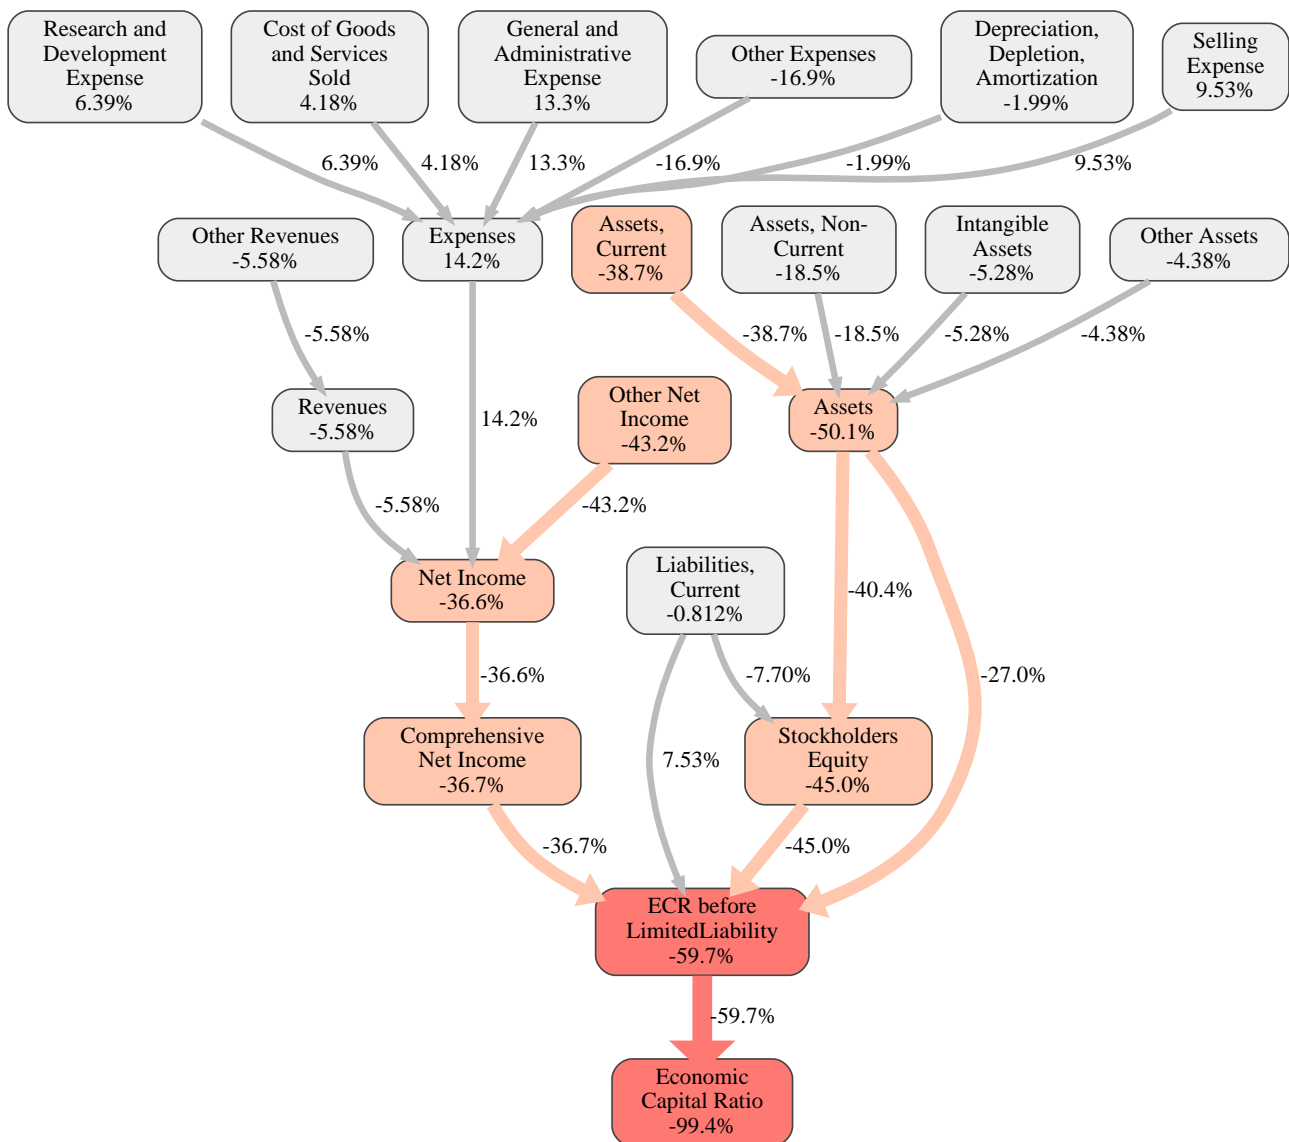 Research and
Development
Expense
6.39%
Cost of Goods
and Services
Sold
4.18%
General and
Administrative
Expense
13.3%
Other Expenses
-16.9%
Depreciation,
Depletion,
Amortization
-1.99%
Selling
Expense
9.53%
6.39%
4.18%
13.3%
-16.9%
-1.99%
9.53%
Other Revenues
-5.58%
Expenses
14.2%
Assets,
Current
-38.7%
Assets, Non-
Current
-18.5%
Intangible
Assets
-5.28%
Other Assets
-4.38%
-5.58%
-38.7%
-18.5%
-5.28%
-4.38%
Revenues
-5.58%
14.2%
Other Net
Income
-43.2%
Assets
-50.1%
-5.58%
-43.2%
Net Income
-36.6%
Liabilities,
Current
-0.812%
-40.4%
-36.6%
-7.70%
-27.0%
Comprehensive
Net Income
-36.7%
7.53%
Stockholders
Equity
-45.0%
-36.7%
-45.0%
ECR before
LimitedLiability
-59.7%
-59.7%
Economic
Capital Ratio
-99.4%